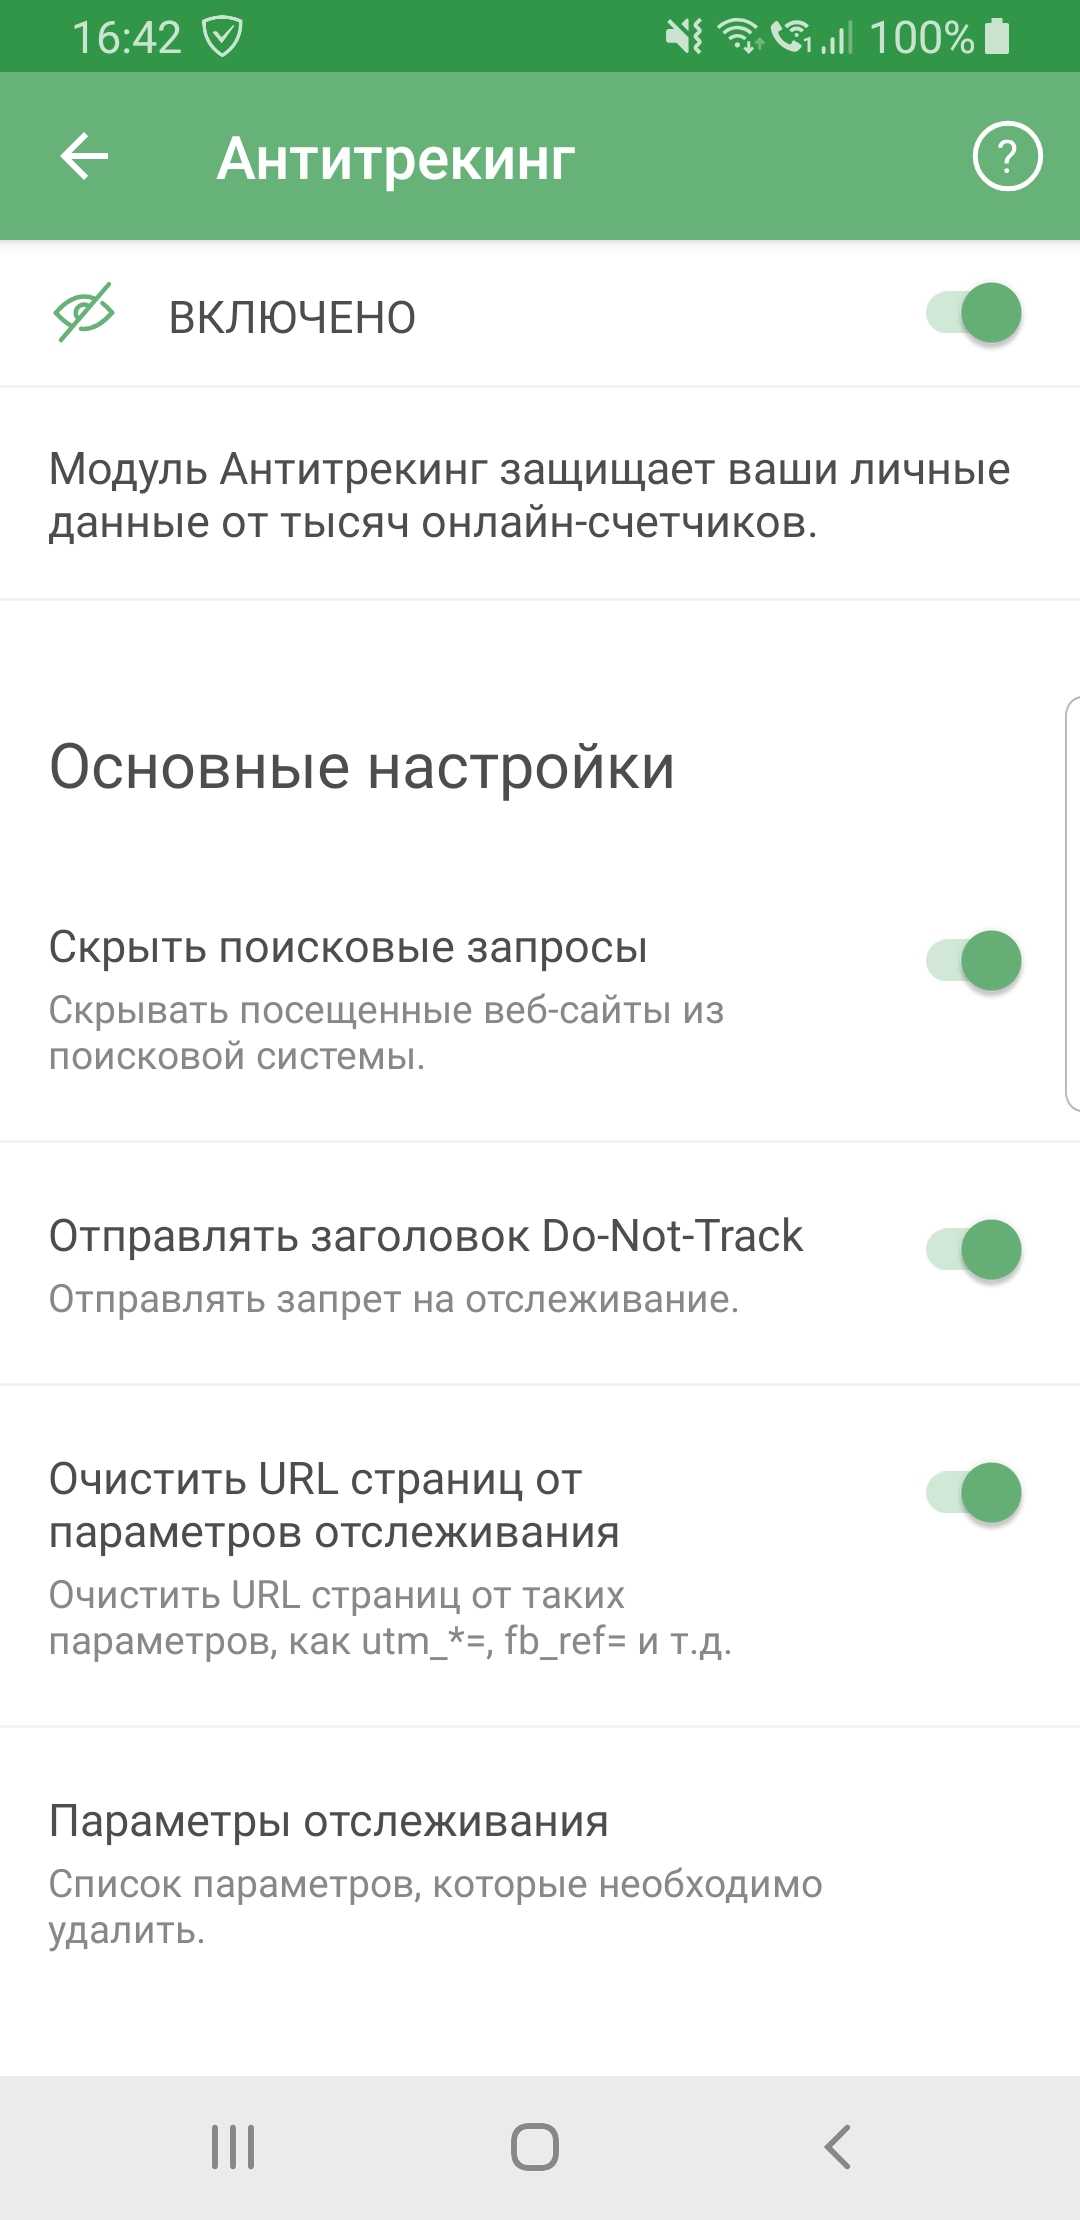 16:42
1
100%
Антитрекинг
?
ВКЛЮЧЕНО
Модуль Антитрекинг защищает ваши личные
данные от тысяч онлайн-счетчиков.
Основные настройки
Скрыть поисковые запросы
Скрывать посещенные веб-сайты из
поисковой системы.
Отправлять заголовок Do-Not-Track
Отправлять запрет на отслеживание.
Очистить URL страниц от
параметров отслеживания
Очистить URL страниц от таких
параметров, как utm_*=, fb_ref= и т.д.
Параметры отслеживания
Список параметров, которые необходимо
удалить.